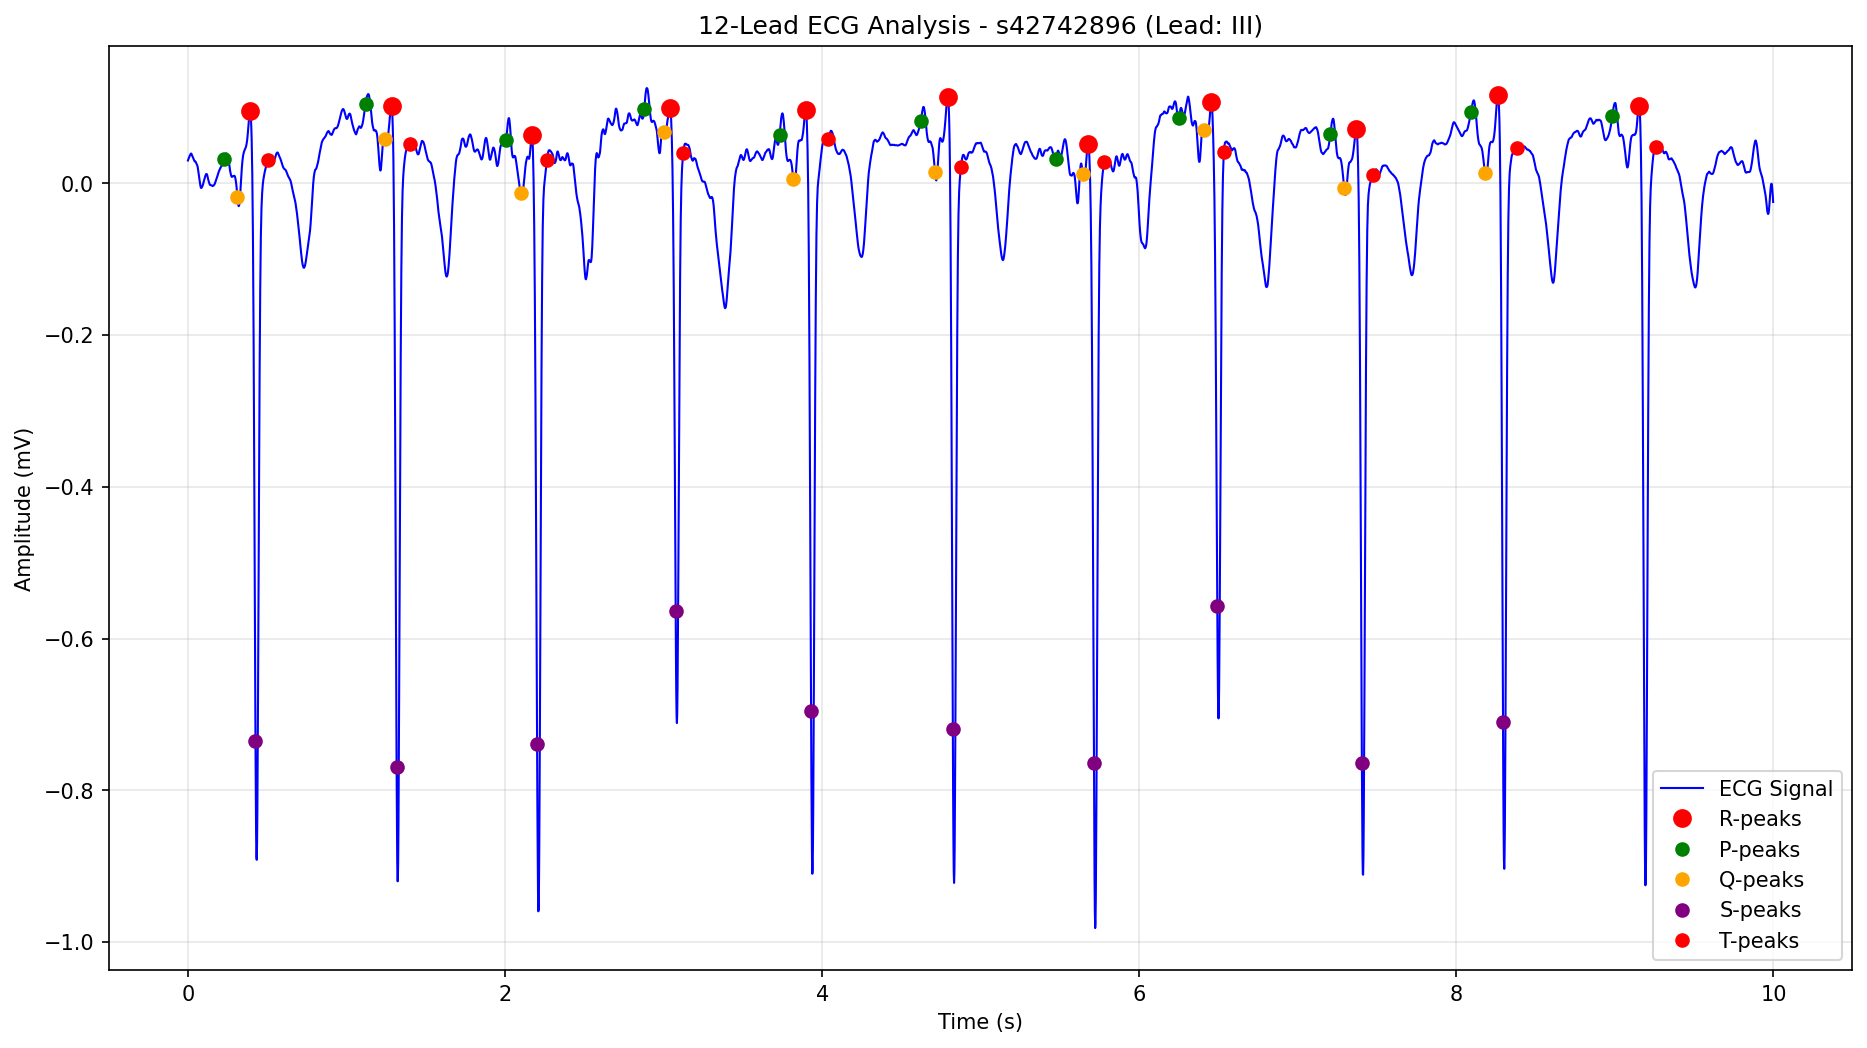 12-Lead ECG Analysis - s42742896 (Lead: III)
Amplitude (mV)
0.0
−0.2
−0.4
−0.6
−0.8
−1.0
ECG Signal
R-peaks
P-peaks
Q-peaks
S-peaks
T-peaks
0 2 4 6 8 10
Time (s)